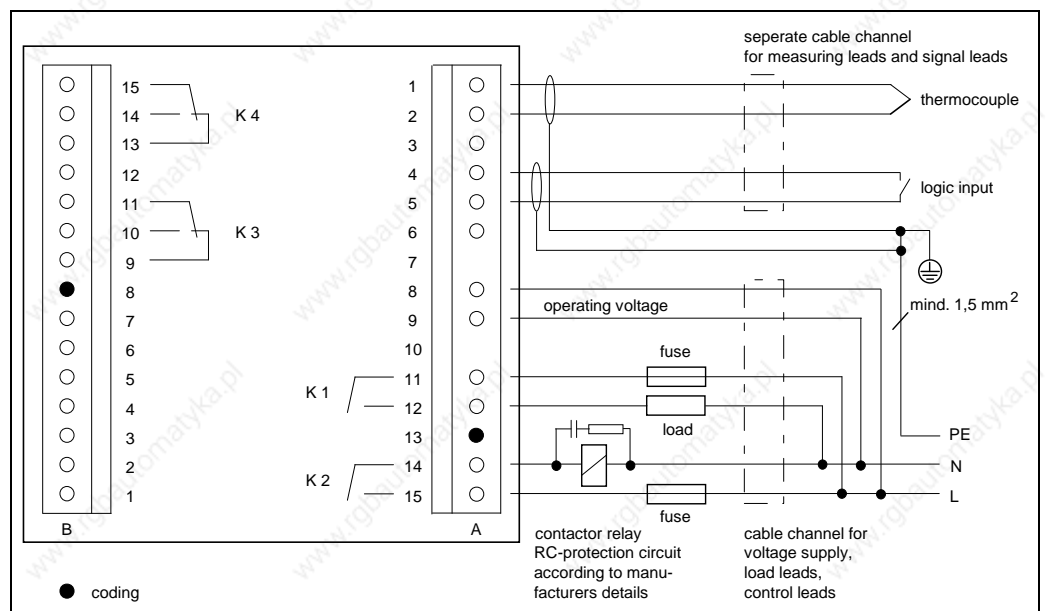 seperate cable channel
for measuring leads and signal leads
15
14
13
12
11
10
9
8
7
6
5
4
3
2
1
B
K 4
K 3
K 1
K 2
1
2
3
4
5
6
7
8
9
10
11
12
13
14
15
A
thermocouple
logic input
operating voltage
mind. 1,5 mm²
fuse
load
PE
N
L
fuse
contactor relay
RC-protection circuit
according to manu-
facturers details
cable channel for
voltage supply,
load leads,
control leads
coding
www.rgbautomatyka.pl